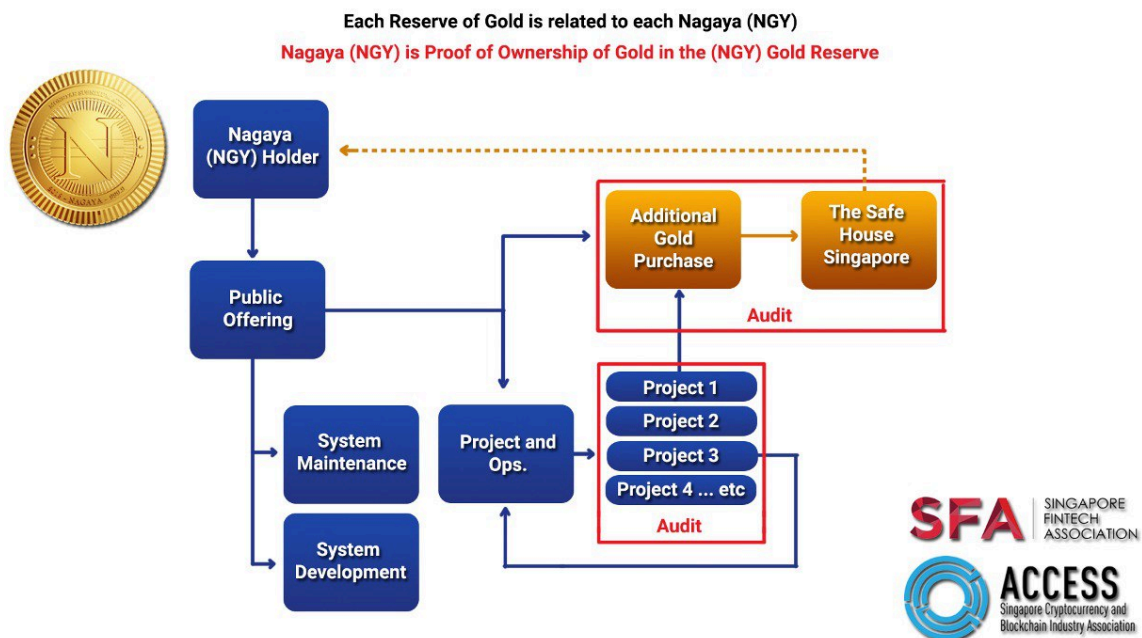 Each Reserve of Gold is related to each Nagaya (NGY)
Nagaya (NGY) is Proof of Ownership of Gold in the (NGY) Gold Reserve
N
NAGAYA
Nagaya
(NGY) Holder
Additional
Gold
Purchase
The Safe
House
Singapore
Audit
Public
Offering
Project 1
Project 2
Project 3
Project 4 ... etc
Audit
System
Maintenance
Project and
Ops.
System
Development
SFA
SINGAPORE
FINTECH
ASSOCIATION
ACCESS
Singapore Cryptocurrency and
Blockchain Industry Association